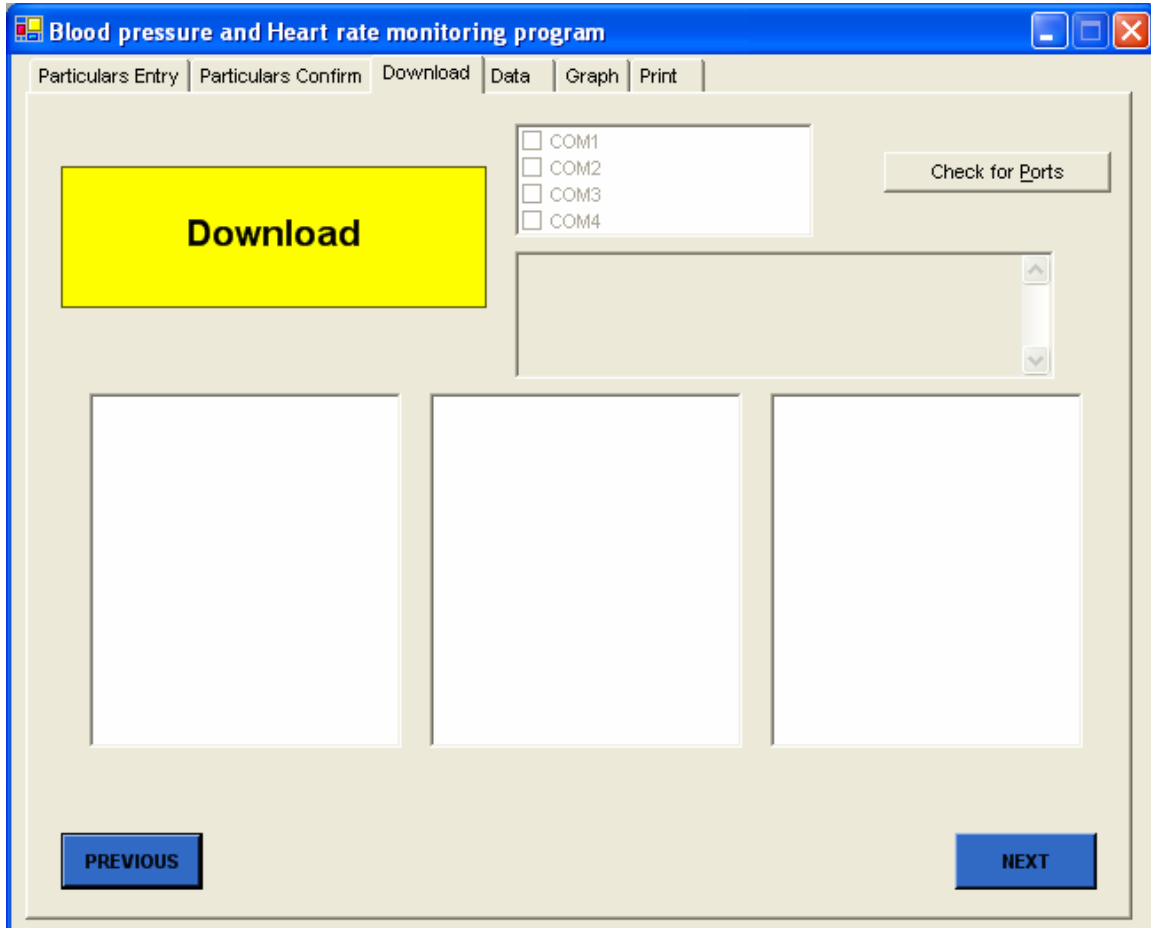 Blood pressure and Heart rate monitoring program
Particulars Entry Particulars Confirm Download Data Graph Print
COM1
COM2
COM3
COM4
Check for Ports
Download
PREVIOUS
NEXT